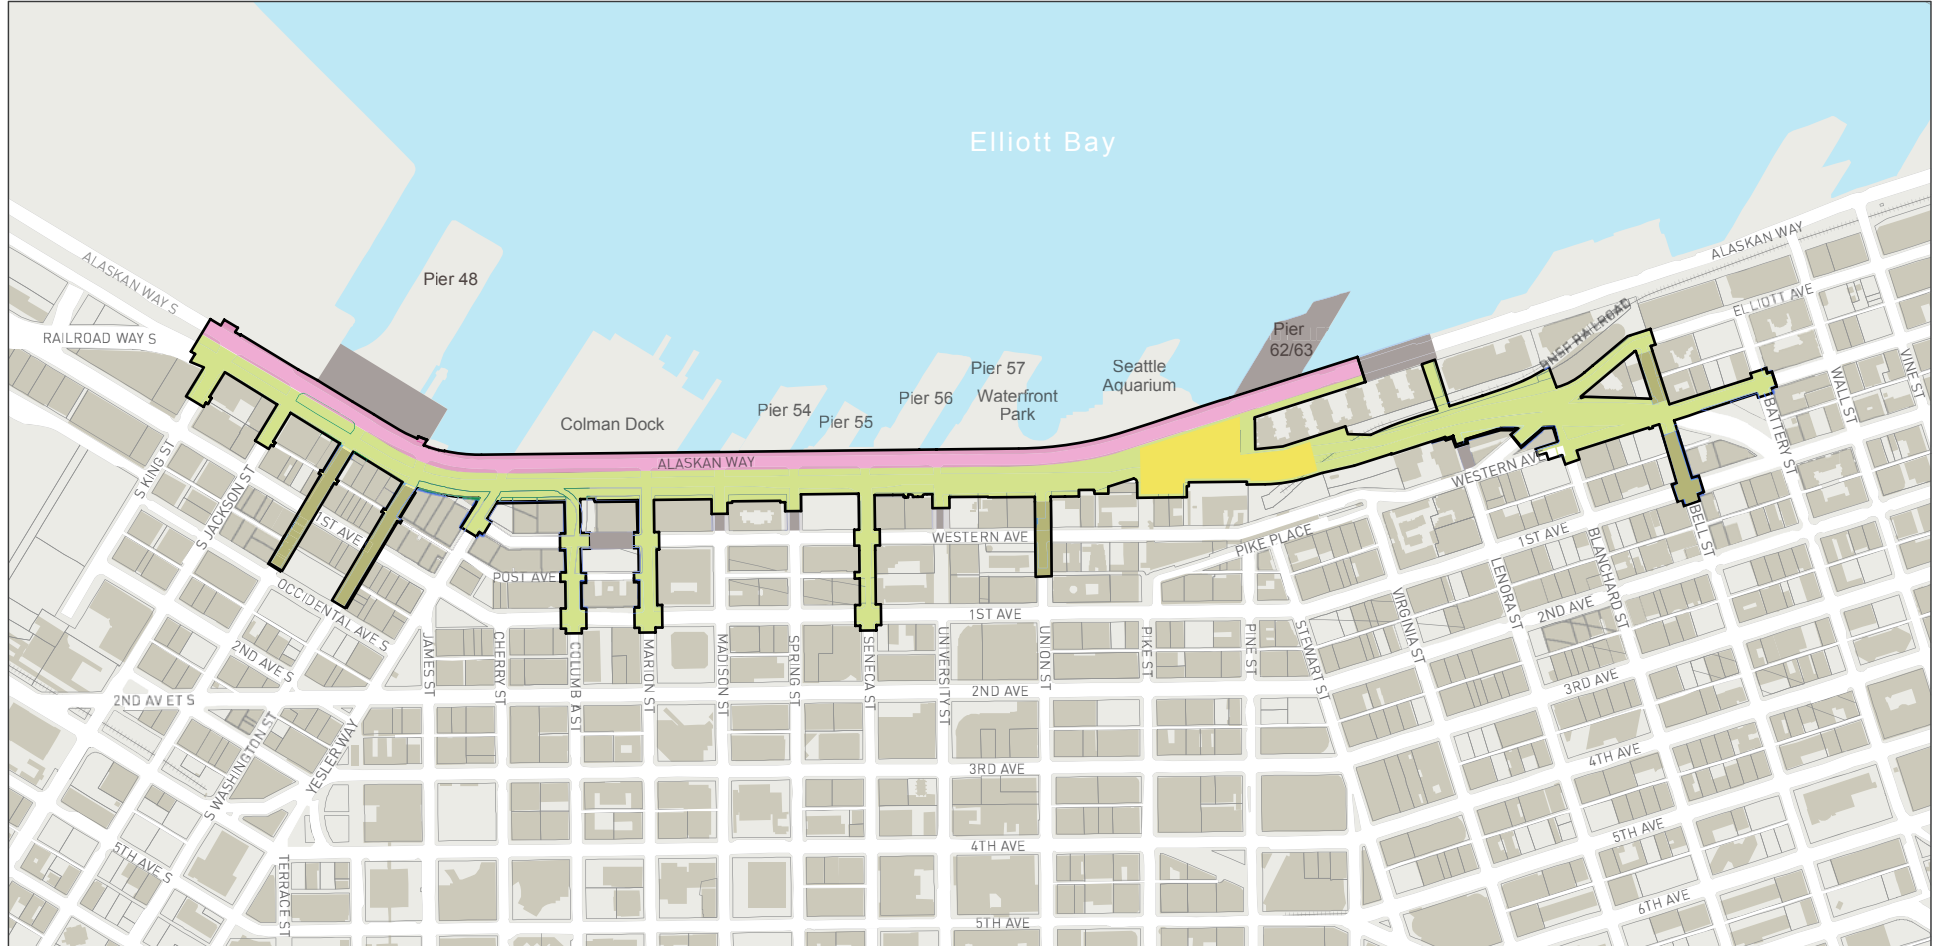 Elliott Bay
ALASKAN WAY
ALASKAN WAY S
Pier 48
ELLIOTT AVE
BNSF RAILROAD
RAILROAD WAY S
Pier
62/63
VINE ST
Seattle
Aquarium
Pier 57
WALL ST
Pier 56
Waterfront
Park
Pier 54
Pier 55
Colman Dock
BATTERY ST
ALASKAN WAY
S KING ST
WESTERN AVE
S JACKSON ST
1ST AVE
WESTERN AVE
PIKE PLACE
1ST AVE
BELL ST
BLANCHARD ST
LENORA ST
POST AVE
OCCIDENTAL AVE S
1ST AVE
2ND AVE
VIRGINIA ST
2ND AVE S
JAMES ST
CHERRY ST
COLUMBIA ST
MARION ST
MADISON ST
SPRING ST
SENECA ST
UNIVERSITY ST
UNION ST
PIKE ST
PINE ST
STEWART ST
2ND AVE
3RD AVE
2ND AV ET S
S WASHINGTON ST
YESLER WAY
3RD AVE
4TH AVE
5TH AVE
4TH AVE
5TH AVE S
TERRACE ST
6TH AVE
5TH AVE